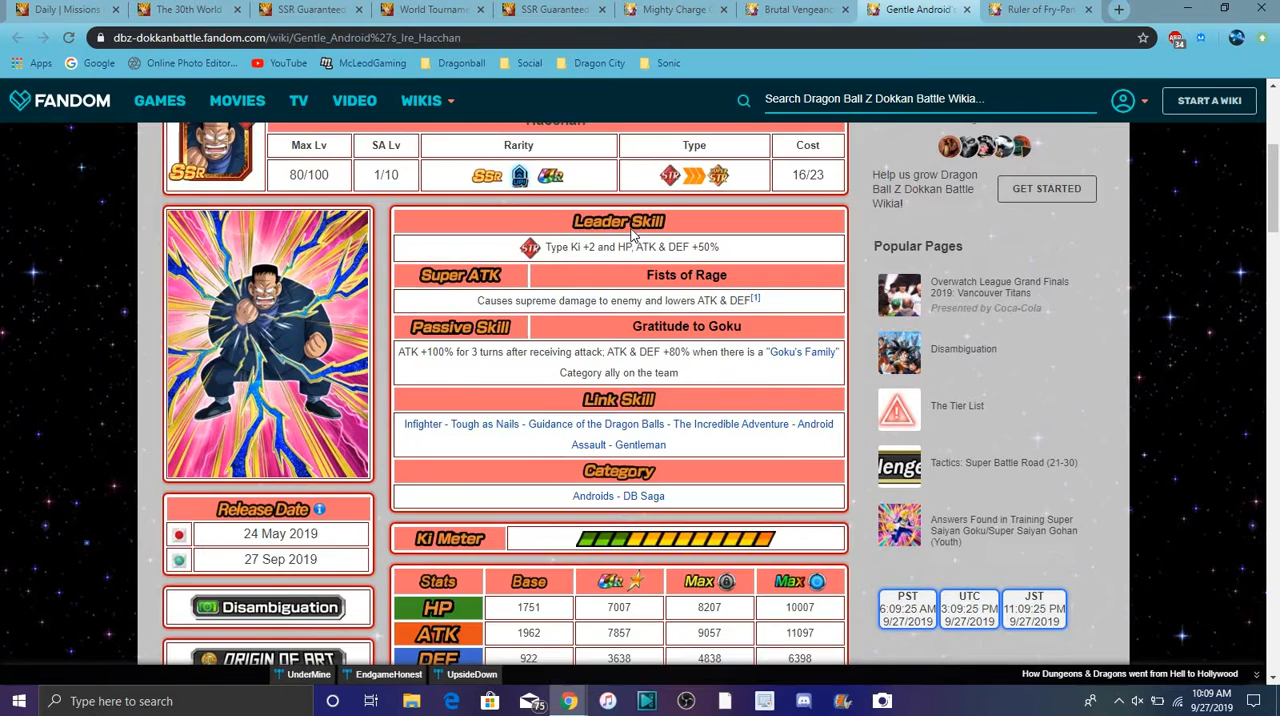 Daily | Missions
The 30th World
SSR Guaranteed
World Tourname
SSR Guaranteed
Mighty Charge
Brutal Vengeanc
Gentle Android's
Ruler of Fry-Pan
dbz-dokkanbattle.fandom.com/wiki/Gentle_Android%27s_Ire_Hacchan
34
Apps
Google
Online Photo Editor...
YouTube
McLeodGaming
Dragonball
Social
Dragon City
Sonic
FANDOM
GAMES
MOVIES
TV
VIDEO
WIKIS
Search Dragon Ball Z Dokkan Battle Wikia...
START A WIKI
Hacchan
Max Lv
SA Lv
Rarity
Type
Cost
SSR
80/100
1/10
SSR
UR
STR
STR
16/23
Help us grow Dragon
Ball Z Dokkan Battle
Wikia!
GET STARTED
Leader Skill
STR Type Ki +2 and HP, ATK & DEF +50%
Super ATK
Fists of Rage
Causes supreme damage to enemy and lowers ATK & DEF[1]
Passive Skill
Gratitude to Goku
ATK +100% for 3 turns after receiving attack; ATK & DEF +80% when there is a "Goku's Family"
Category ally on the team
Link Skill
Infighter - Tough as Nails - Guidance of the Dragon Balls - The Incredible Adventure - Android
Assault - Gentleman
Category
Androids - DB Saga
Ki Meter
Release Date
24 May 2019
27 Sep 2019
Disambiguation
ORIGIN OF ART
Stats
Base
UR
Max
Max
HP
1751
7007
8207
10007
ATK
1962
7857
9057
11097
DEF
922
3638
4838
6398
Popular Pages
Overwatch League Grand Finals
2019: Vancouver Titans
Presented by Coca-Cola
Disambiguation
The Tier List
lenge
Tactics: Super Battle Road (21-30)
Answers Found in Training Super
Saiyan Goku/Super Saiyan Gohan
(Youth)
PST
6:09:25 AM
9/27/2019
UTC
3:09:25 PM
9/27/2019
JST
11:09:25 PM
9/27/2019
UnderMine
EndgameHonest
UpsideDown
How Dungeons & Dragons went from Hell to Hollywood
Type here to search
75
10:09 AM
9/27/2019